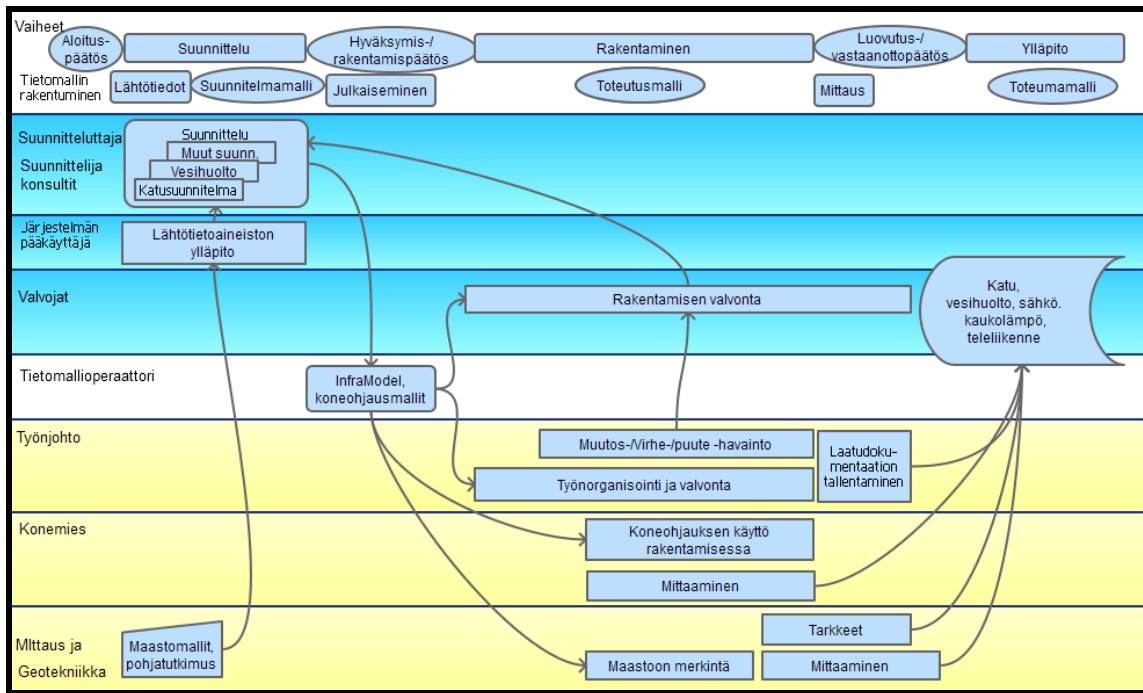 Vaiheet
Aloitus-
päätös
Suunnittelu
Hyväksymis-/
rakentamispäätös
Rakentaminen
Luovutus-/
vastaanottopäätös
Ylläpito
Tietomallin
rakentuminen
Lähtötiedot
Suunnitelmamalli
Julkaiseminen
Toteutusmalli
Mittaus
Toteumamalli
Suunnitteluttaja
Suunnittelija
konsultit
Suunnittelu
Muut suunn.
Vesihuolto
Katusuunnitelma
Järjestelmän
pääkäyttäjä
Lähtötietoaineiston
ylläpito
Valvojat
Rakentamisen valvonta
Katu,
vesihuolto, sähkö.
kaukolämpö,
teleliikenne
Tietomallioperaattori
InfraModel,
koneohjausmallit
Työnjohto
Muutos-/Virhe-/puute -havainto
Työnorganisointi ja valvonta
Laatudoku-
mentaation
tallentaminen
Konemies
Koneohjauksen käyttö
rakentamisessa
Mittaaminen
MIttaus ja
Geotekniikka
Maastomallit,
pohjatutkimus
Tarkkeet
Maastoon merkintä
Mittaaminen